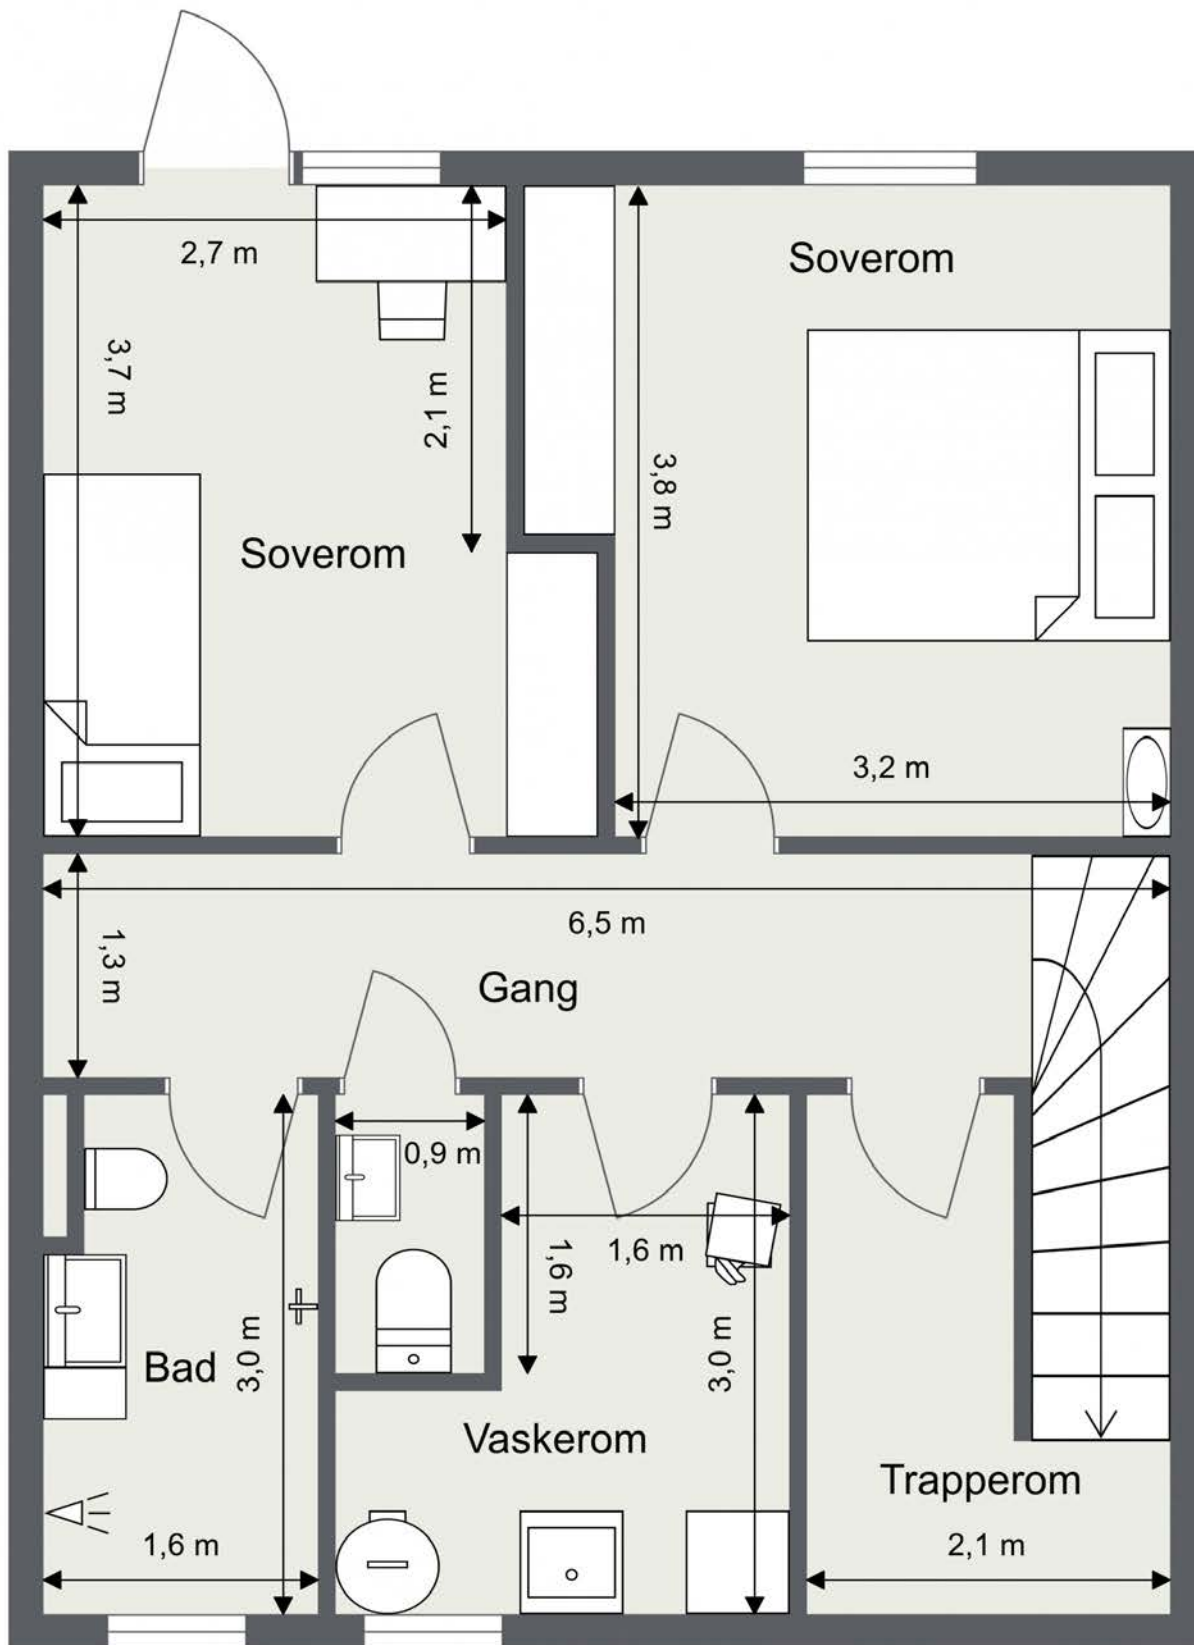 2,7 m
Soverom
3,7 m
2,1 m
3,8 m
Soverom
3,2 m
6,5 m
1,3 m
Gang
0,9 m
1,6 m
1,6 m
3,0 m
Bad
3,0 m
Vaskerom
Trapperom
1,6 m
2,1 m